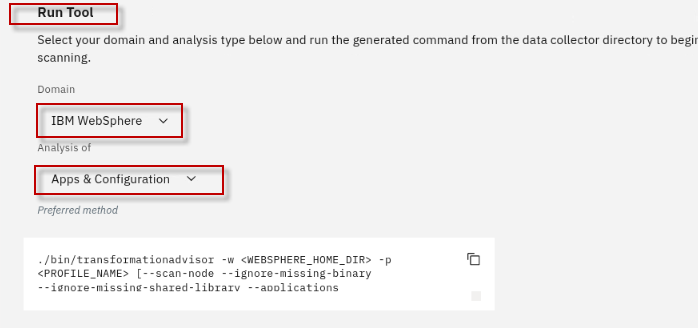 Run Tool
Select your domain and analysis type below and run the generated command from the data collector directory to begin
scanning.
Domain
IBM WebSphere
Analysis of
Apps & Configuration
Preferred method
./bin/transformationadvisor -w <WEBSPHERE_HOME_DIR> -p
<PROFILE_NAME> [--scan-node --ignore-missing-binary
--ignore-missing-shared-library --applications